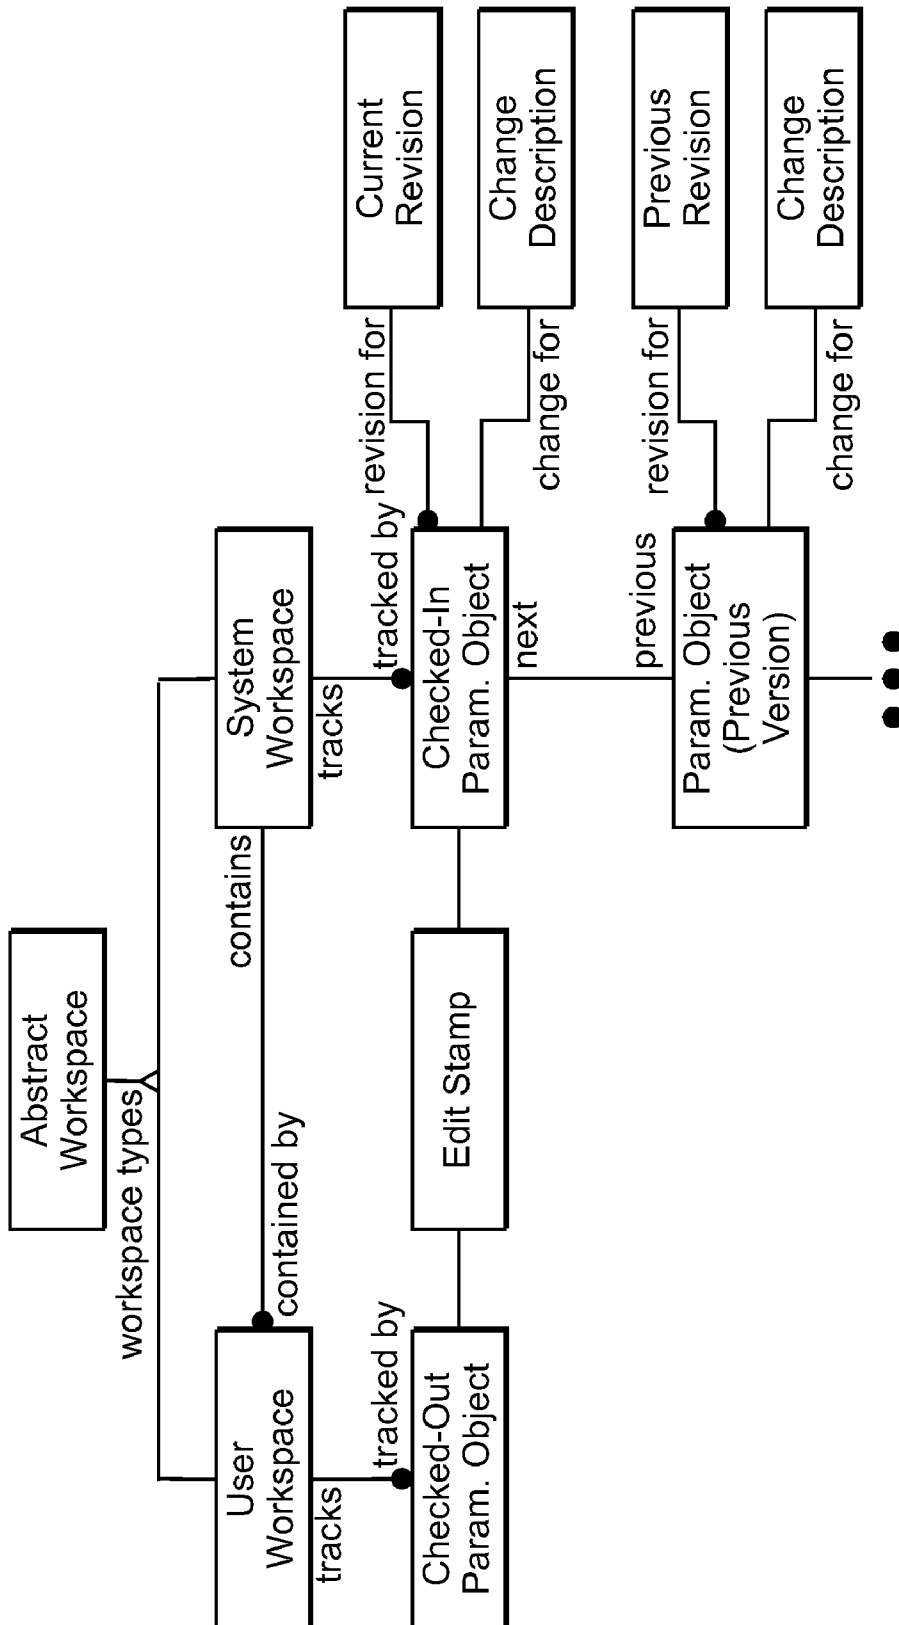 Abstract
Workspace
workspace types
User
Workspace
contained by
contains
System
Workspace
tracks
tracked by
tracks
tracked by
revision for
Current
Revision
Checked-Out
Param. Object
Edit Stamp
Checked-In
Param. Object
next
change for
Change
Description
previous
revision for
Previous
Revision
Param. Object
(Previous
Version)
change for
Change
Description